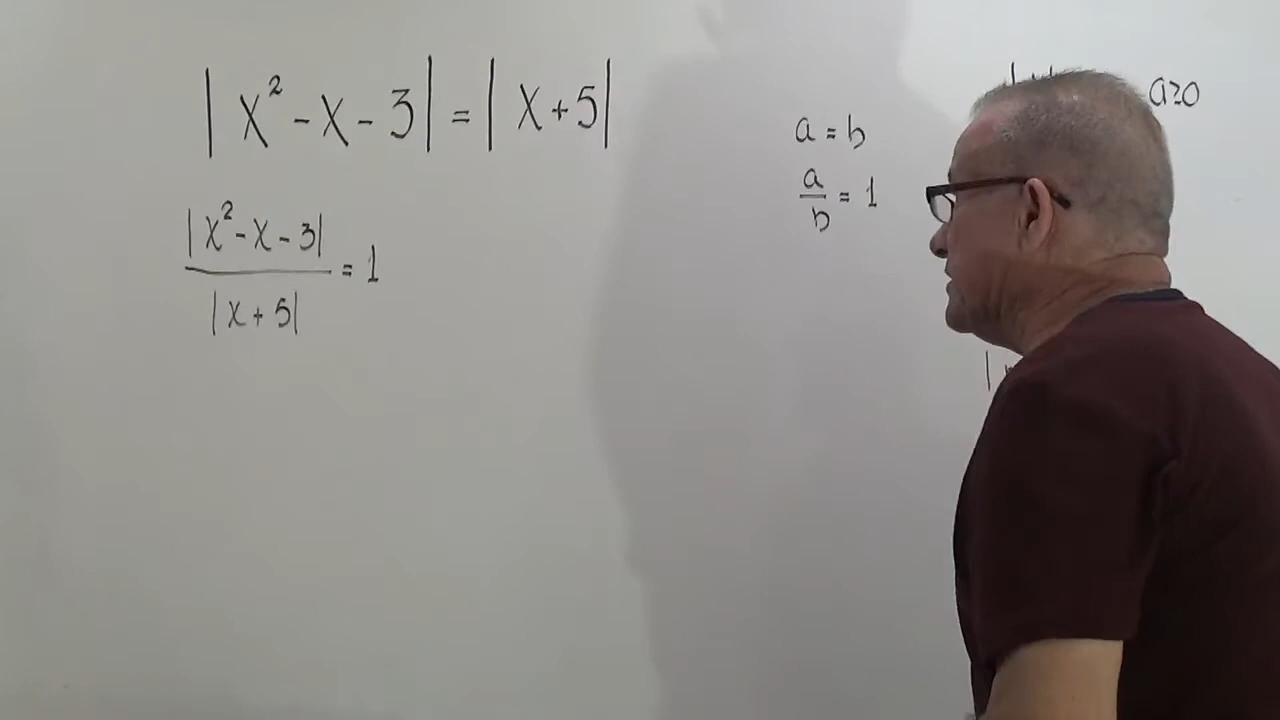 |x²-x-3| = |x+5|
|x²-x-3|
|x+5|
= 1
a = b
a
b
= 1
a≥0